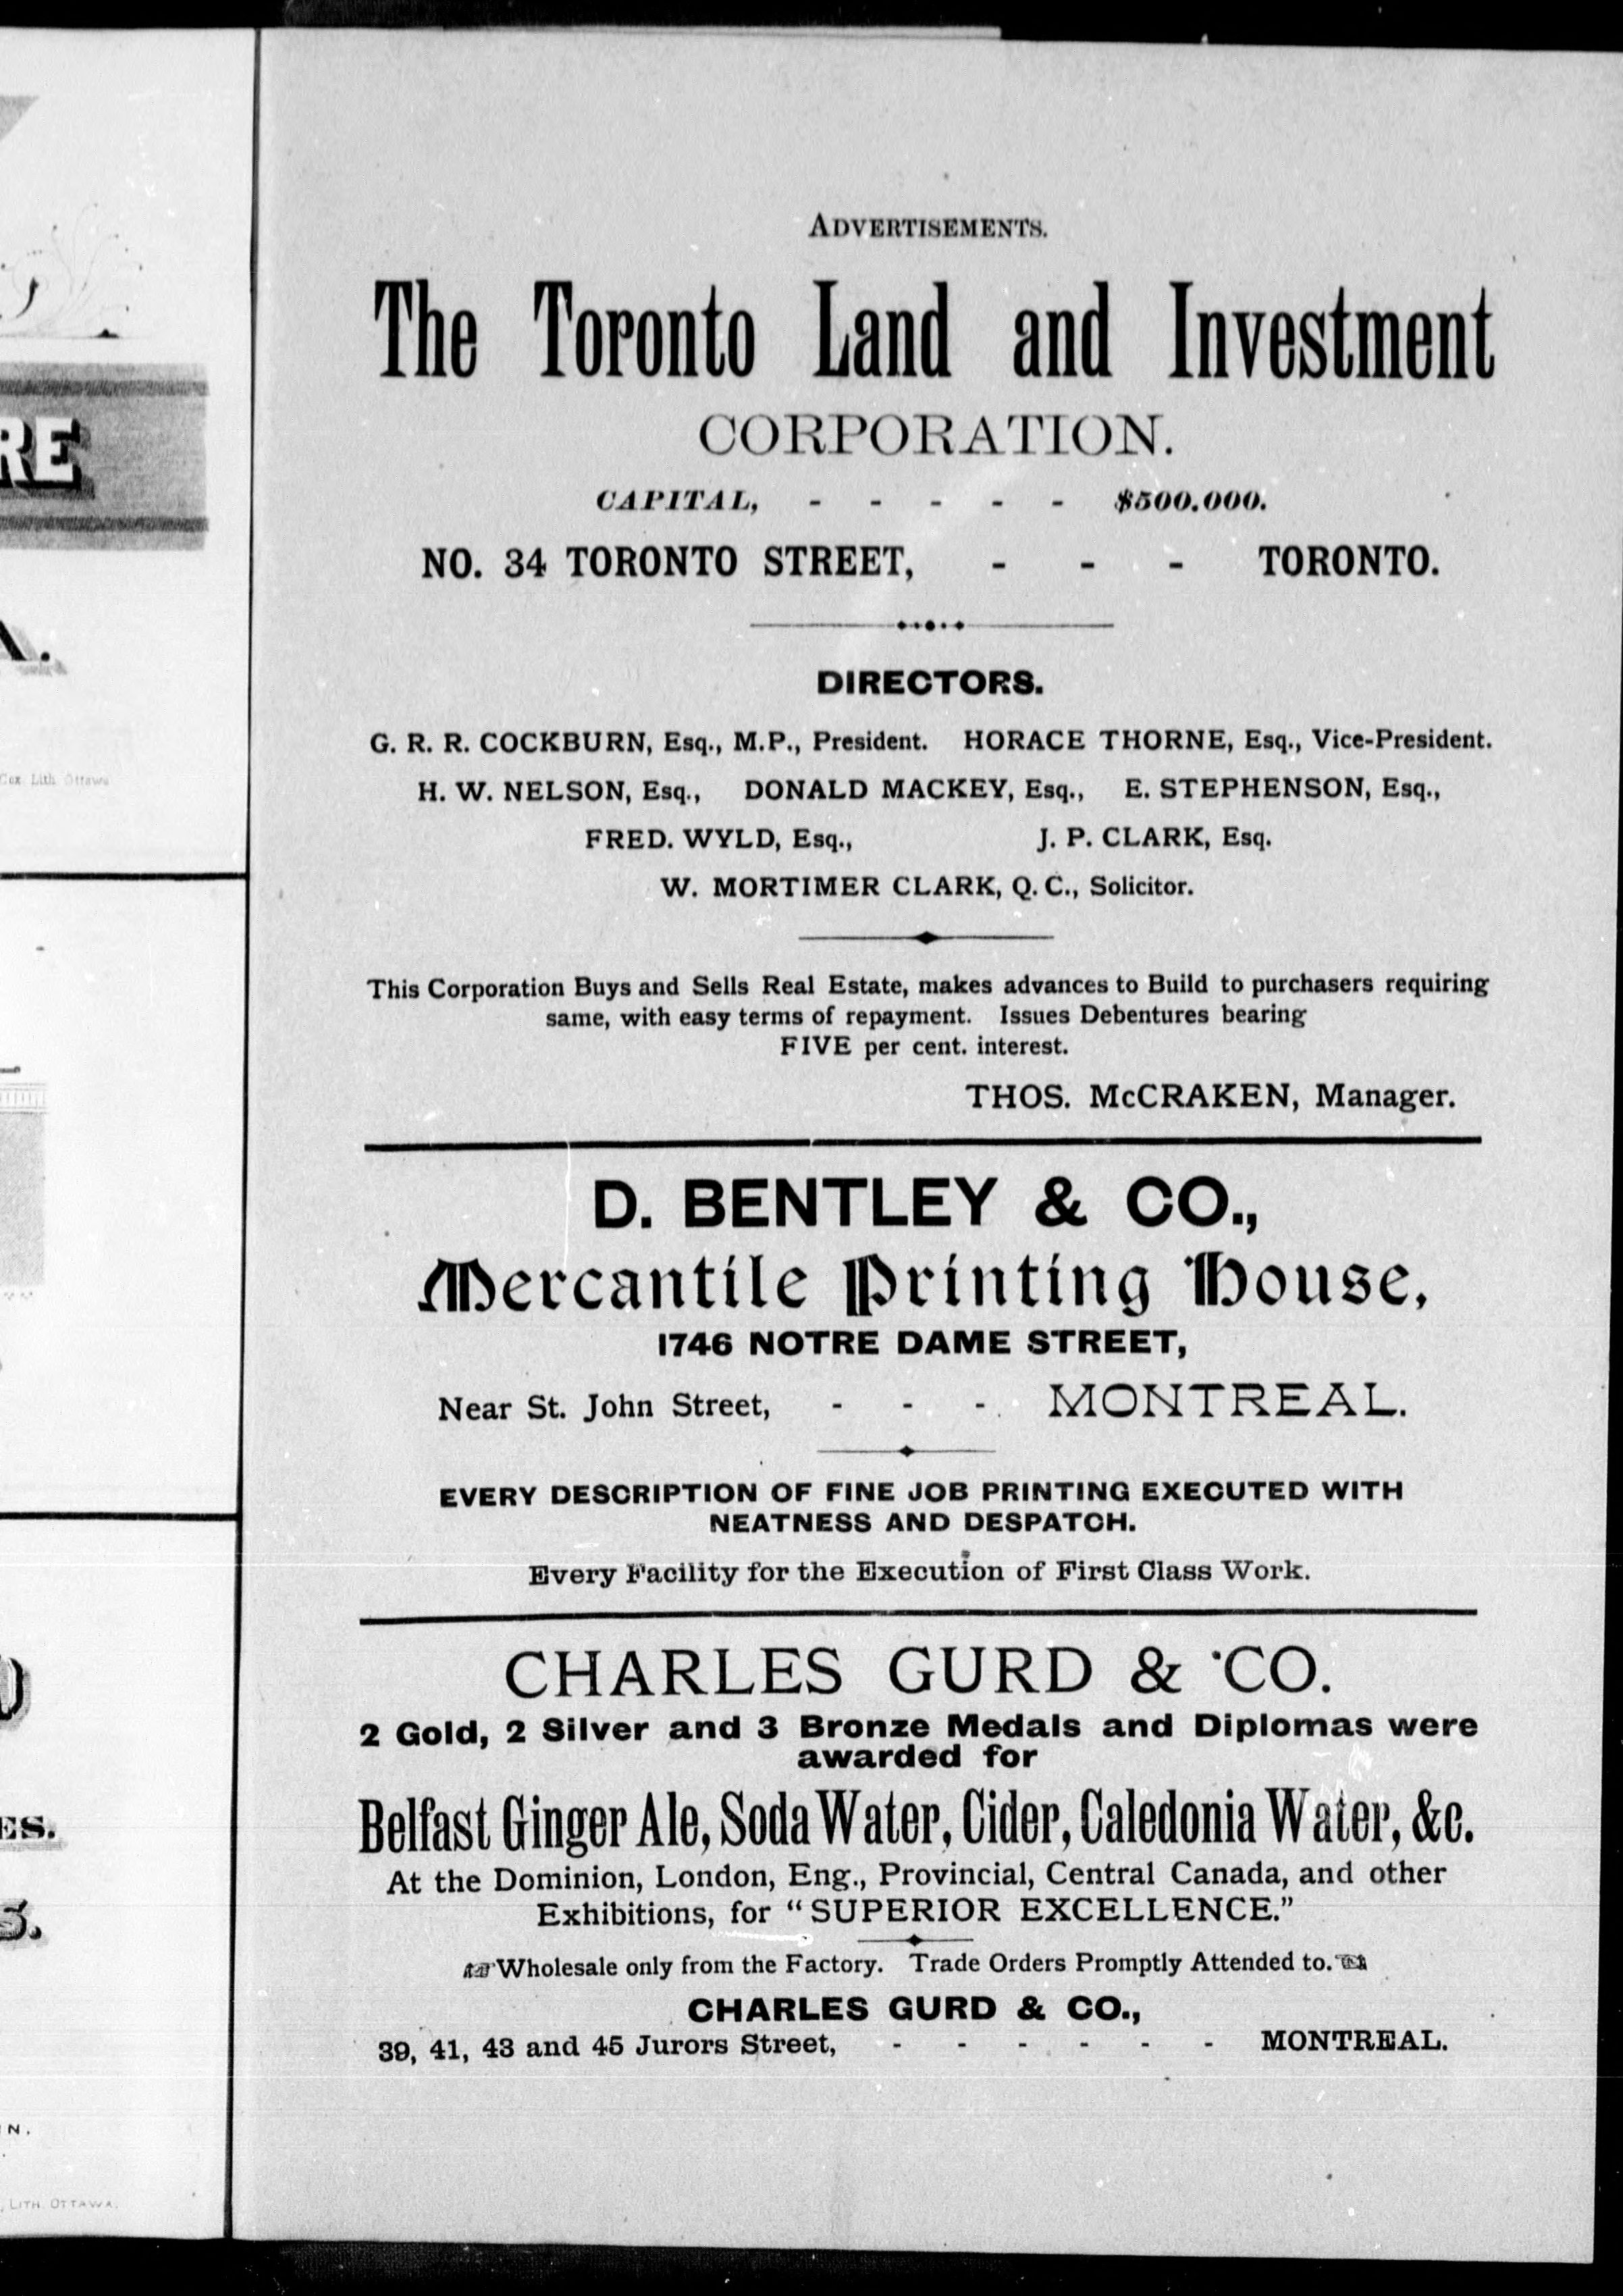 ADVERTISEMENTS.
The Toronto Land and Investment
CORPORATION.
CAPITAL, - - - - - $500.000.
NO. 34 TORONTO STREET, - - - TORONTO.
DIRECTORS.
G. R. R. COCKBURN, Esq., M.P., President. HORACE THORNE, Esq., Vice-President.
H. W. NELSON, Esq., DONALD MACKEY, Esq., E. STEPHENSON, Esq.,
FRED. WYLD, Esq., J. P. CLARK, Esq.
W. MORTIMER CLARK, Q. C., Solicitor.
This Corporation Buys and Sells Real Estate, makes advances to Build to purchasers requiring
same, with easy terms of repayment. Issues Debentures bearing
FIVE per cent. interest.
THOS. McCRAKEN, Manager.
D. BENTLEY & CO.,
Mercantile Printing House,
1746 NOTRE DAME STREET,
Near St. John Street, - - - MONTREAL.
EVERY DESCRIPTION OF FINE JOB PRINTING EXECUTED WITH
NEATNESS AND DESPATCH.
Every Facility for the Execution of First Class Work.
CHARLES GURD & CO.
2 Gold, 2 Silver and 3 Bronze Medals and Diplomas were
awarded for
Belfast Ginger Ale, Soda Water, Cider, Caledonia Water, &c.
At the Dominion, London, Eng., Provincial, Central Canada, and other
Exhibitions, for "SUPERIOR EXCELLENCE."
☞Wholesale only from the Factory. Trade Orders Promptly Attended to.☜
CHARLES GURD & CO.,
39, 41, 43 and 45 Jurors Street, - - - - - - MONTREAL.
RE
A.
Lith. Ottawa
ES.
S.
N.
, LITH. OTTAWA.